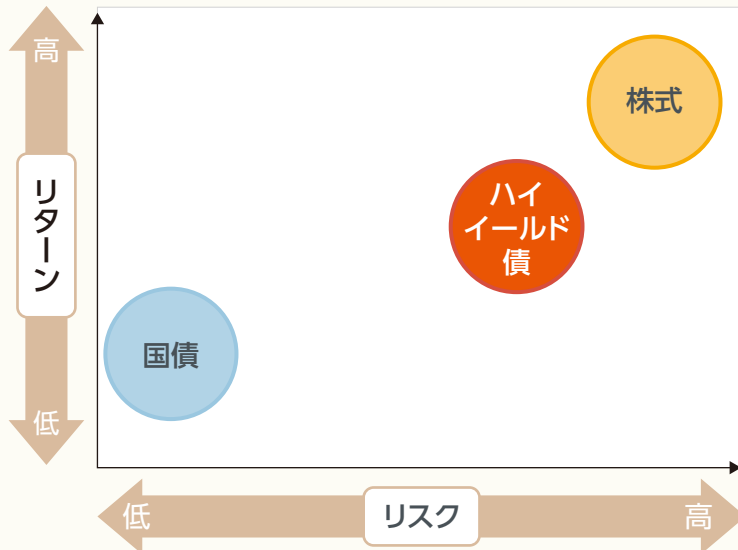 高
リターン
低
株式
ハイ
イールド
債
国債
低
リスク
高